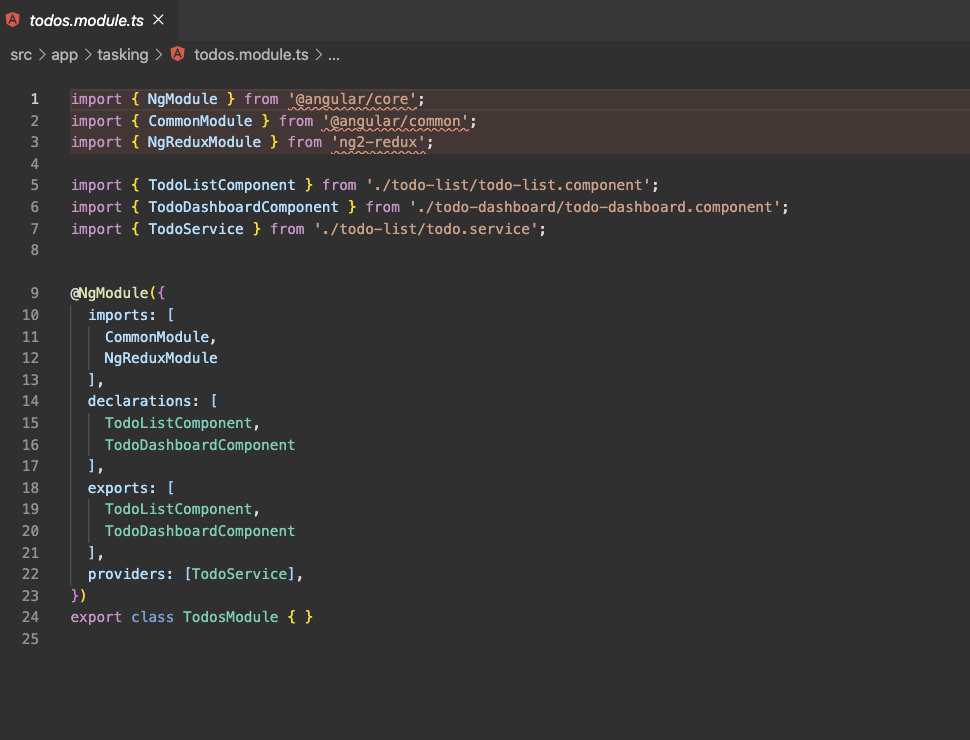 todos.module.ts
src > app > tasking > todos.module.ts > ...
1 import { NgModule } from '@angular/core';
2 import { CommonModule } from '@angular/common';
3 import { NgReduxModule } from 'ng2-redux';
4
5 import { TodoListComponent } from './todo-list/todo-list.component';
6 import { TodoDashboardComponent } from './todo-dashboard/todo-dashboard.component';
7 import { TodoService } from './todo-list/todo.service';
8
9 @NgModule({
10   imports: [
11     CommonModule,
12     NgReduxModule
13   ],
14   declarations: [
15     TodoListComponent,
16     TodoDashboardComponent
17   ],
18   exports: [
19     TodoListComponent,
20     TodoDashboardComponent
21   ],
22   providers: [TodoService],
23 })
24 export class TodosModule { }
25